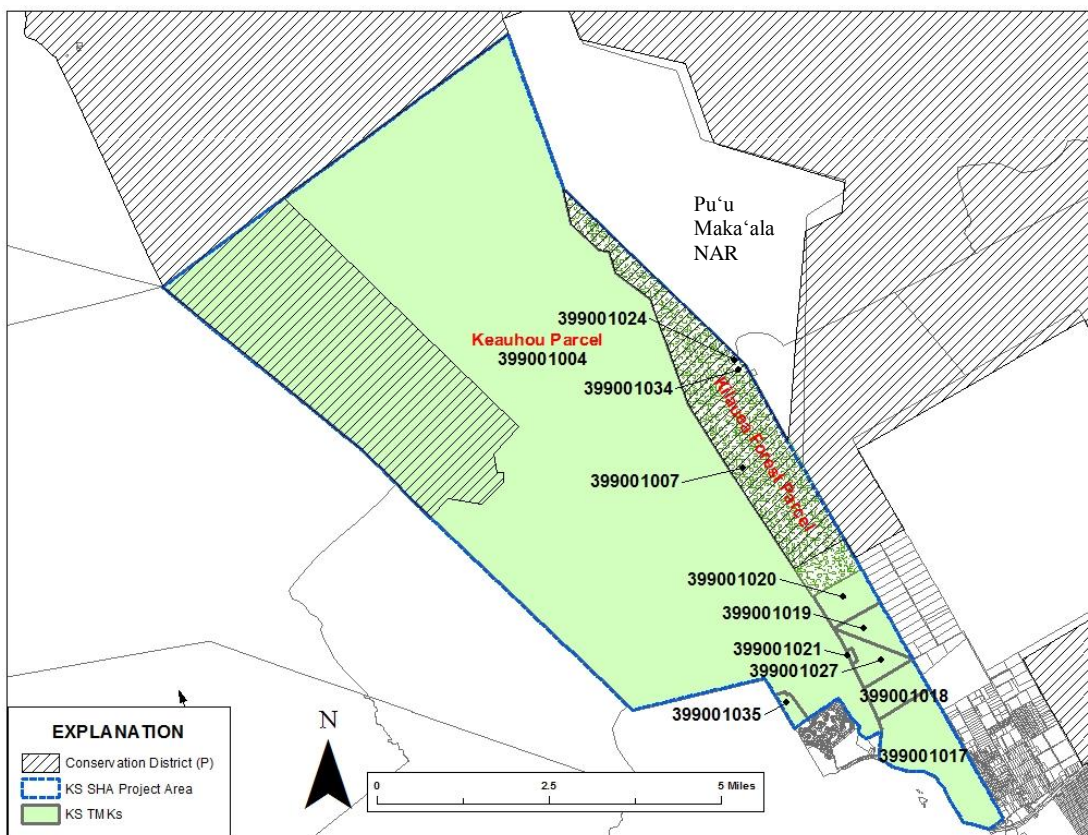 Pu‘u
Maka‘ala
NAR
399001024
Keauhou Parcel
399001004
399001034
Kilauea Forest Parcel
399001007
399001020
399001019
399001021
399001027
399001018
399001035
399001017
N
EXPLANATION
Conservation District (P)
KS SHA Project Area
KS TMKs
0 2.5 5 Miles